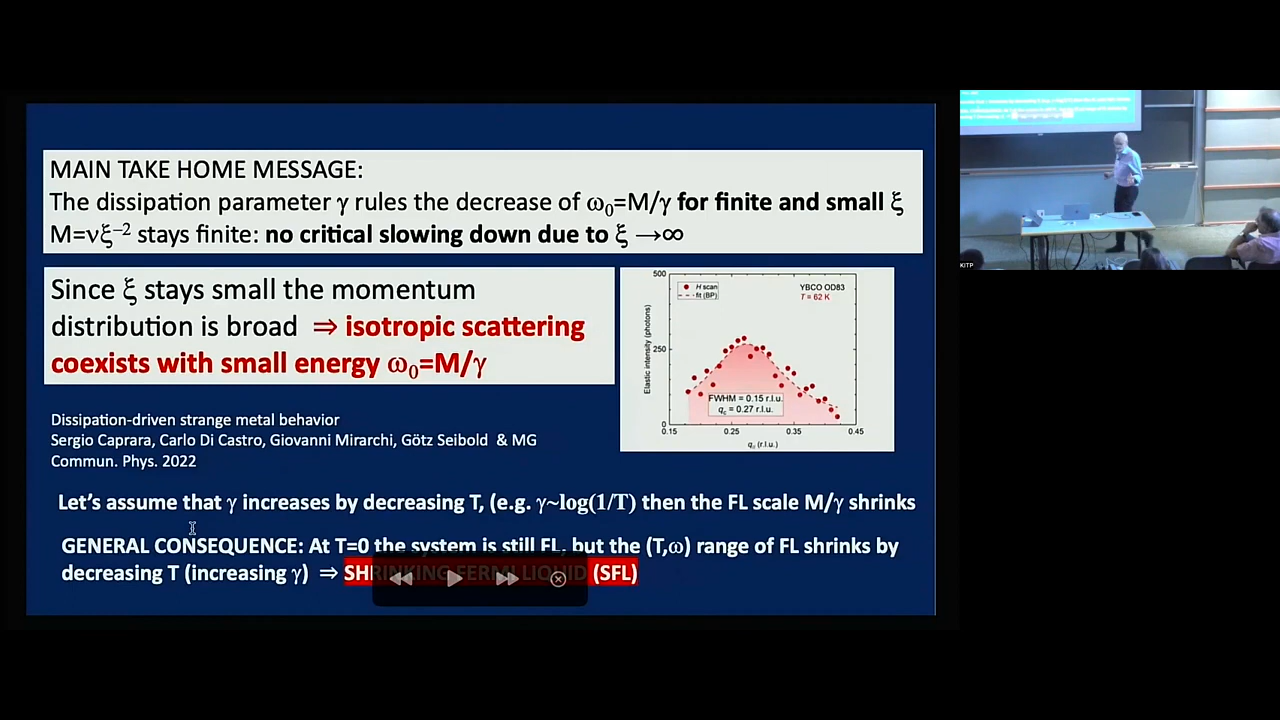 MAIN TAKE HOME MESSAGE:
The dissipation parameter γ rules the decrease of ω₀=M/γ for finite and small ξ
M=νξ⁻² stays finite: no critical slowing down due to ξ →∞
Since ξ stays small the momentum
distribution is broad ⇒ isotropic scattering
coexists with small energy ω₀=M/γ
500
250
0
Elastic intensity (photons)
H scan
fit (BP)
YBCO OD83
T = 62 K
FWHM = 0.15 r.l.u.
q꜀ = 0.27 r.l.u.
0.15
0.25
0.35
0.45
(r.l.u.)
Dissipation-driven strange metal behavior
Sergio Caprara, Carlo Di Castro, Giovanni Mirarchi, Götz Seibold & MG
Commun. Phys. 2022
Let's assume that γ increases by decreasing T, (e.g. γ~log(1/T) then the FL scale M/γ shrinks
GENERAL CONSEQUENCE: At T=0 the system is still FL, but the (T,ω) range of FL shrinks by
decreasing T (increasing γ) ⇒ SHRINKING FERMI LIQUID (SFL)
KITP